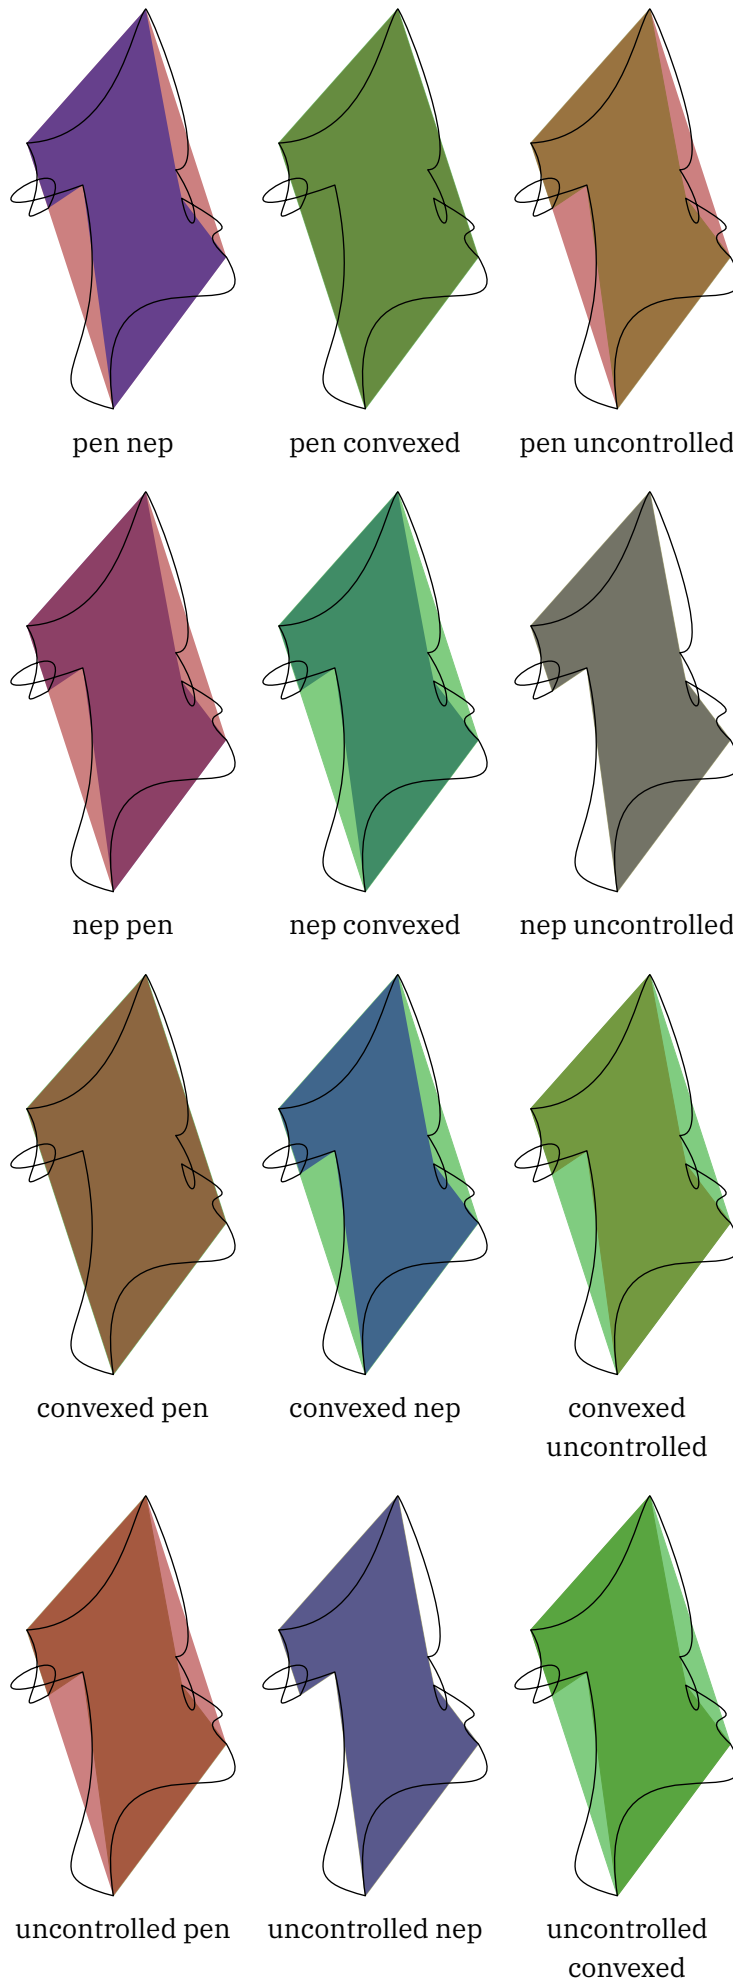 pen nep
pen convexed
pen uncontrolled
nep pen
nep convexed
nep uncontrolled
convexed pen
convexed nep
convexed
uncontrolled
uncontrolled pen
uncontrolled nep
uncontrolled
convexed